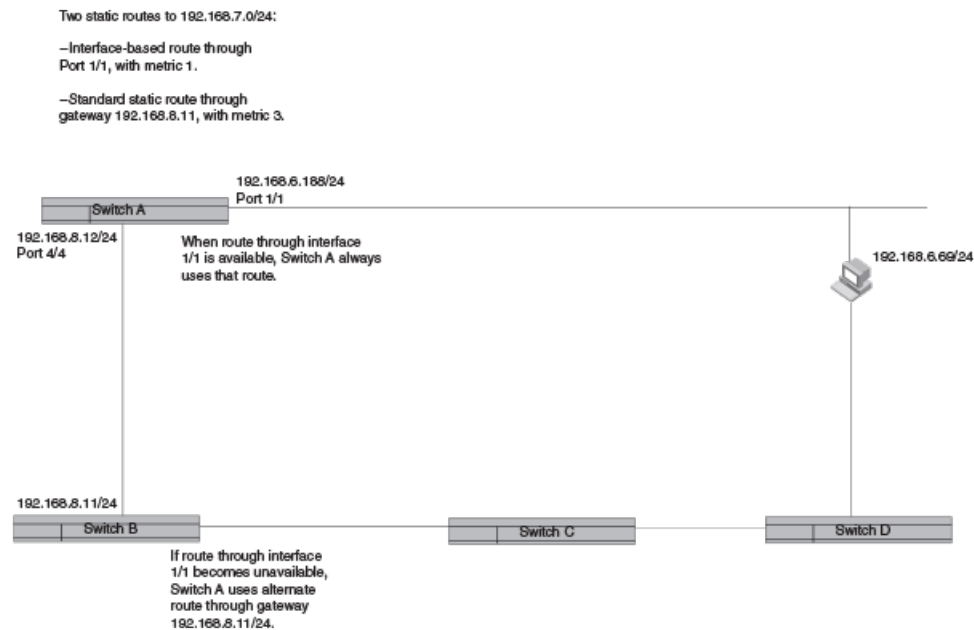 Two static routes to 192.168.7.0/24:
–Interface-based route through
Port 1/1, with metric 1.
–Standard static route through
gateway 192.168.8.11, with metric 3.
192.168.6.188/24
Port 1/1
Switch A
192.168.8.12/24
Port 4/4
When route through interface
1/1 is available, Switch A always
uses that route.
192.168.6.69/24
192.168.8.11/24
Switch B
Switch C
Switch D
If route through interface
1/1 becomes unavailable,
Switch A uses alternate
route through gateway
192.168.8.11/24.